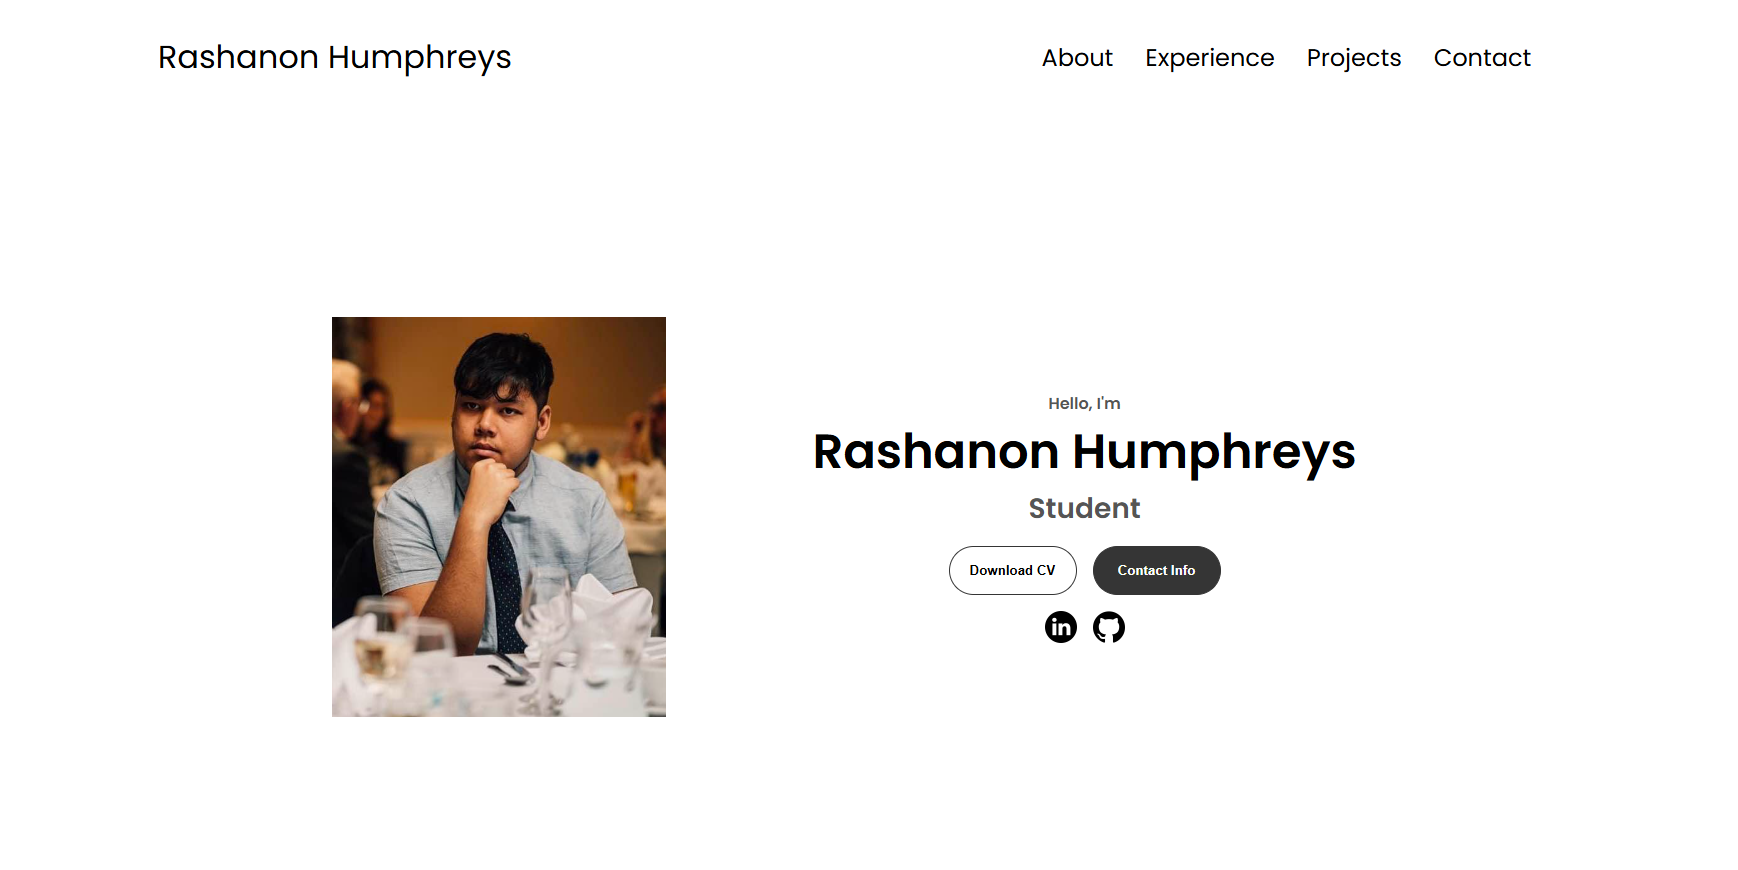 Rashanon Humphreys
About Experience Projects Contact
Hello, I'm
Rashanon Humphreys
Student
Download CV
Contact Info
in